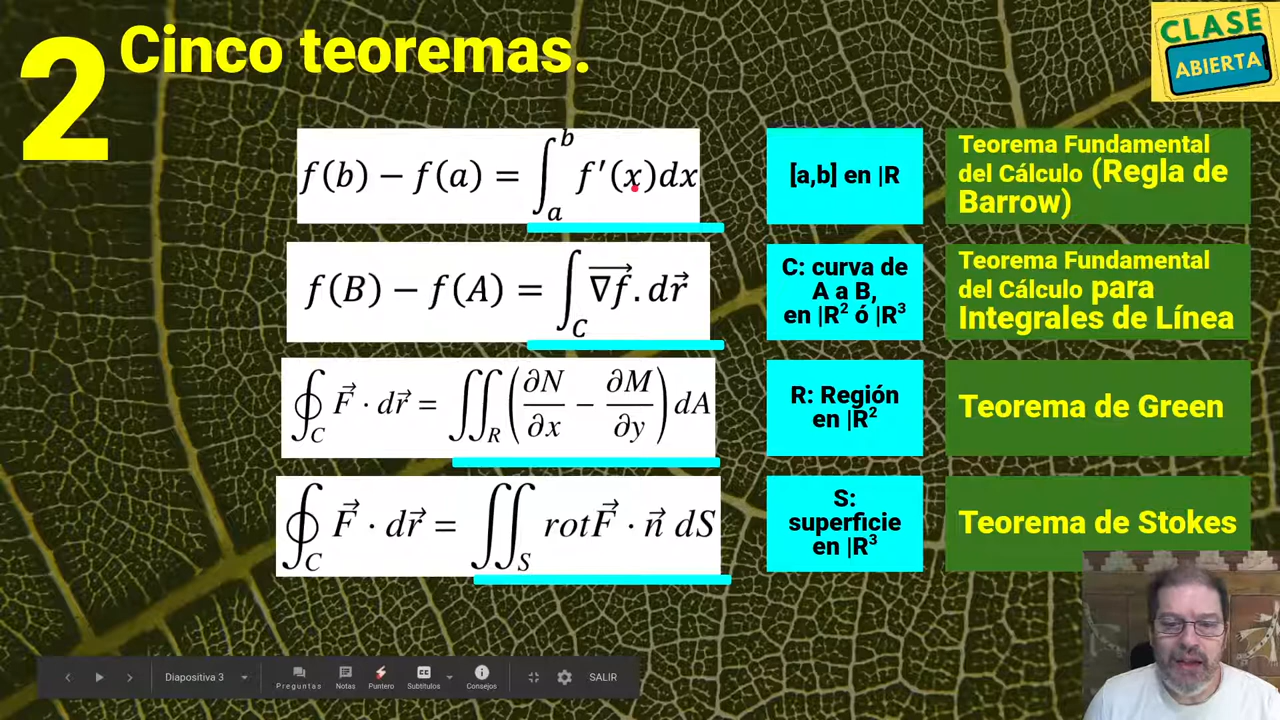 2
Cinco teoremas.
CLASE
ABIERTA
f(b) − f(a) = ∫_a^b f′(x)dx
[a,b] en |R
Teorema Fundamental
del Cálculo (Regla de
Barrow)
f(B) − f(A) = ∫_C ∇f⃗ . dr⃗
C: curva de
A a B,
en |R² ó |R³
Teorema Fundamental
del Cálculo para
Integrales de Línea
∮_C F⃗ · dr⃗ = ∬_R (∂N/∂x − ∂M/∂y) dA
R: Región
en |R²
Teorema de Green
∮_C F⃗ · dr⃗ = ∬_S rotF⃗ · n⃗ dS
S:
superficie
en |R³
Teorema de Stokes
Diapositiva 3
Preguntas
Notas
Puntero
Subtítulos
Consejos
SALIR